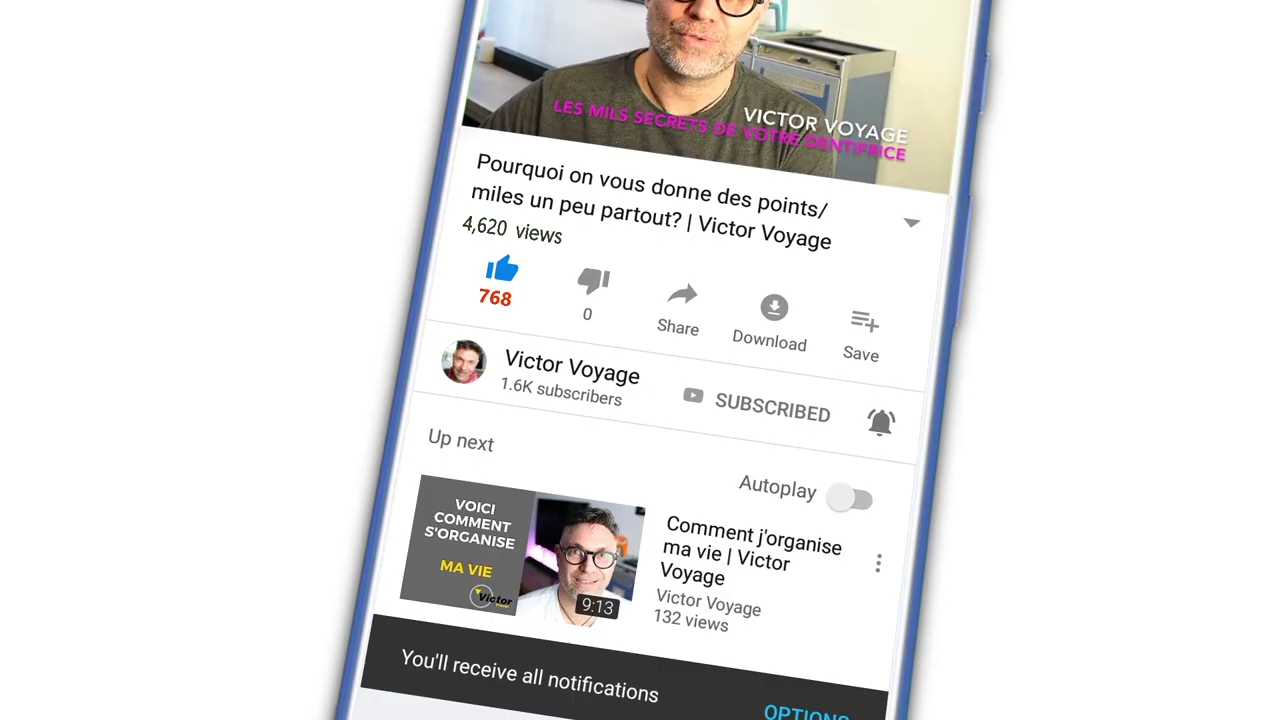 VICTOR VOYAGE
LES MILS SECRETS DE VOTRE DENTIFRICE
Pourquoi on vous donne des points/
miles un peu partout? | Victor Voyage
4,620 views
768
0
Share
Download
Save
Victor Voyage
1.6K subscribers
SUBSCRIBED
Up next
Autoplay
VOICI
COMMENT
S'ORGANISE
MA VIE
Victor
9:13
Comment j'organise
ma vie | Victor
Voyage
Victor Voyage
132 views
You'll receive all notifications
OPTIONS